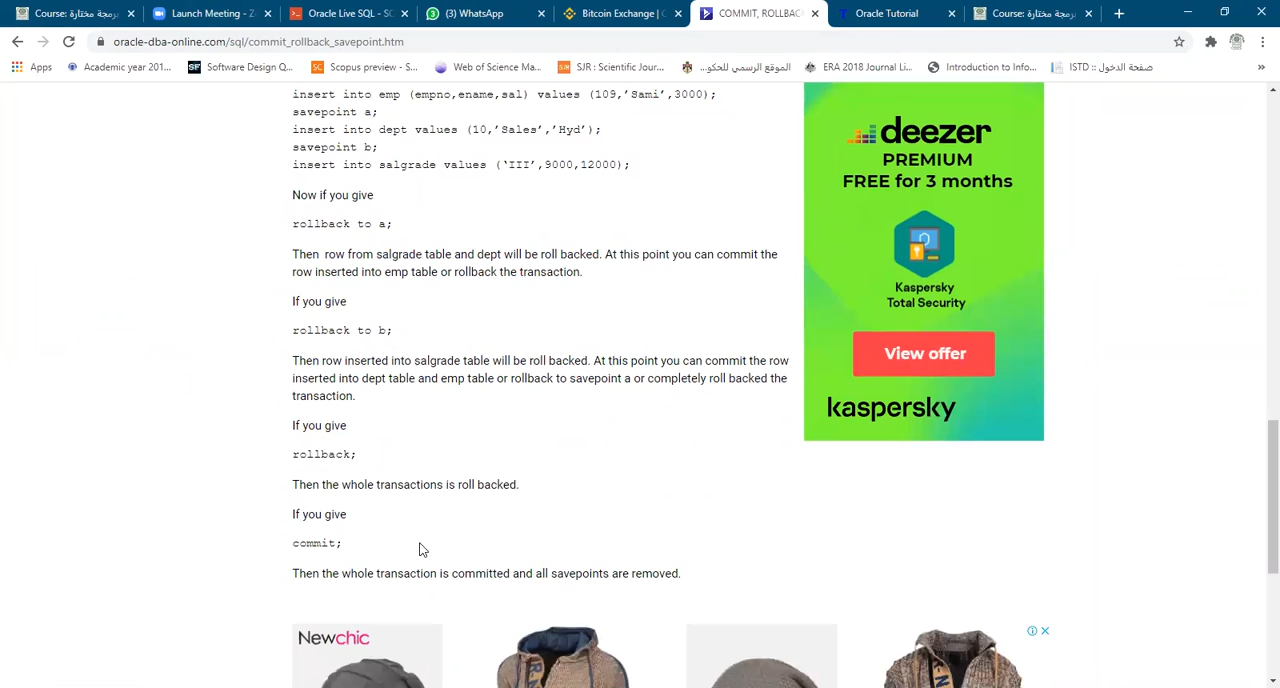 Course: برمجة مختارة
Launch Meeting - Z
Oracle Live SQL - SC
(3) WhatsApp
Bitcoin Exchange | C
COMMIT, ROLLBAC
Oracle Tutorial
Course: برمجة مختارة
oracle-dba-online.com/sql/commit_rollback_savepoint.htm
Apps
Academic year 201...
Software Design Q...
Scopus preview - S...
Web of Science Ma...
SJR : Scientific Jour...
الموقع الرسمي للحكو...
ERA 2018 Journal Li...
Introduction to Info...
ISTD :: صفحة الدخول
insert into emp (empno,ename,sal) values (109,’Sami’,3000);
savepoint a;
insert into dept values (10,’Sales’,’Hyd’);
savepoint b;
insert into salgrade values (‘III’,9000,12000);
Now if you give
rollback to a;
Then row from salgrade table and dept will be roll backed. At this point you can commit the
row inserted into emp table or rollback the transaction.
If you give
rollback to b;
Then row inserted into salgrade table will be roll backed. At this point you can commit the row
inserted into dept table and emp table or rollback to savepoint a or completely roll backed the
transaction.
If you give
rollback;
Then the whole transactions is roll backed.
If you give
commit;
Then the whole transaction is committed and all savepoints are removed.
deezer
PREMIUM
FREE for 3 months
Kaspersky
Total Security
View offer
kaspersky
Newchic